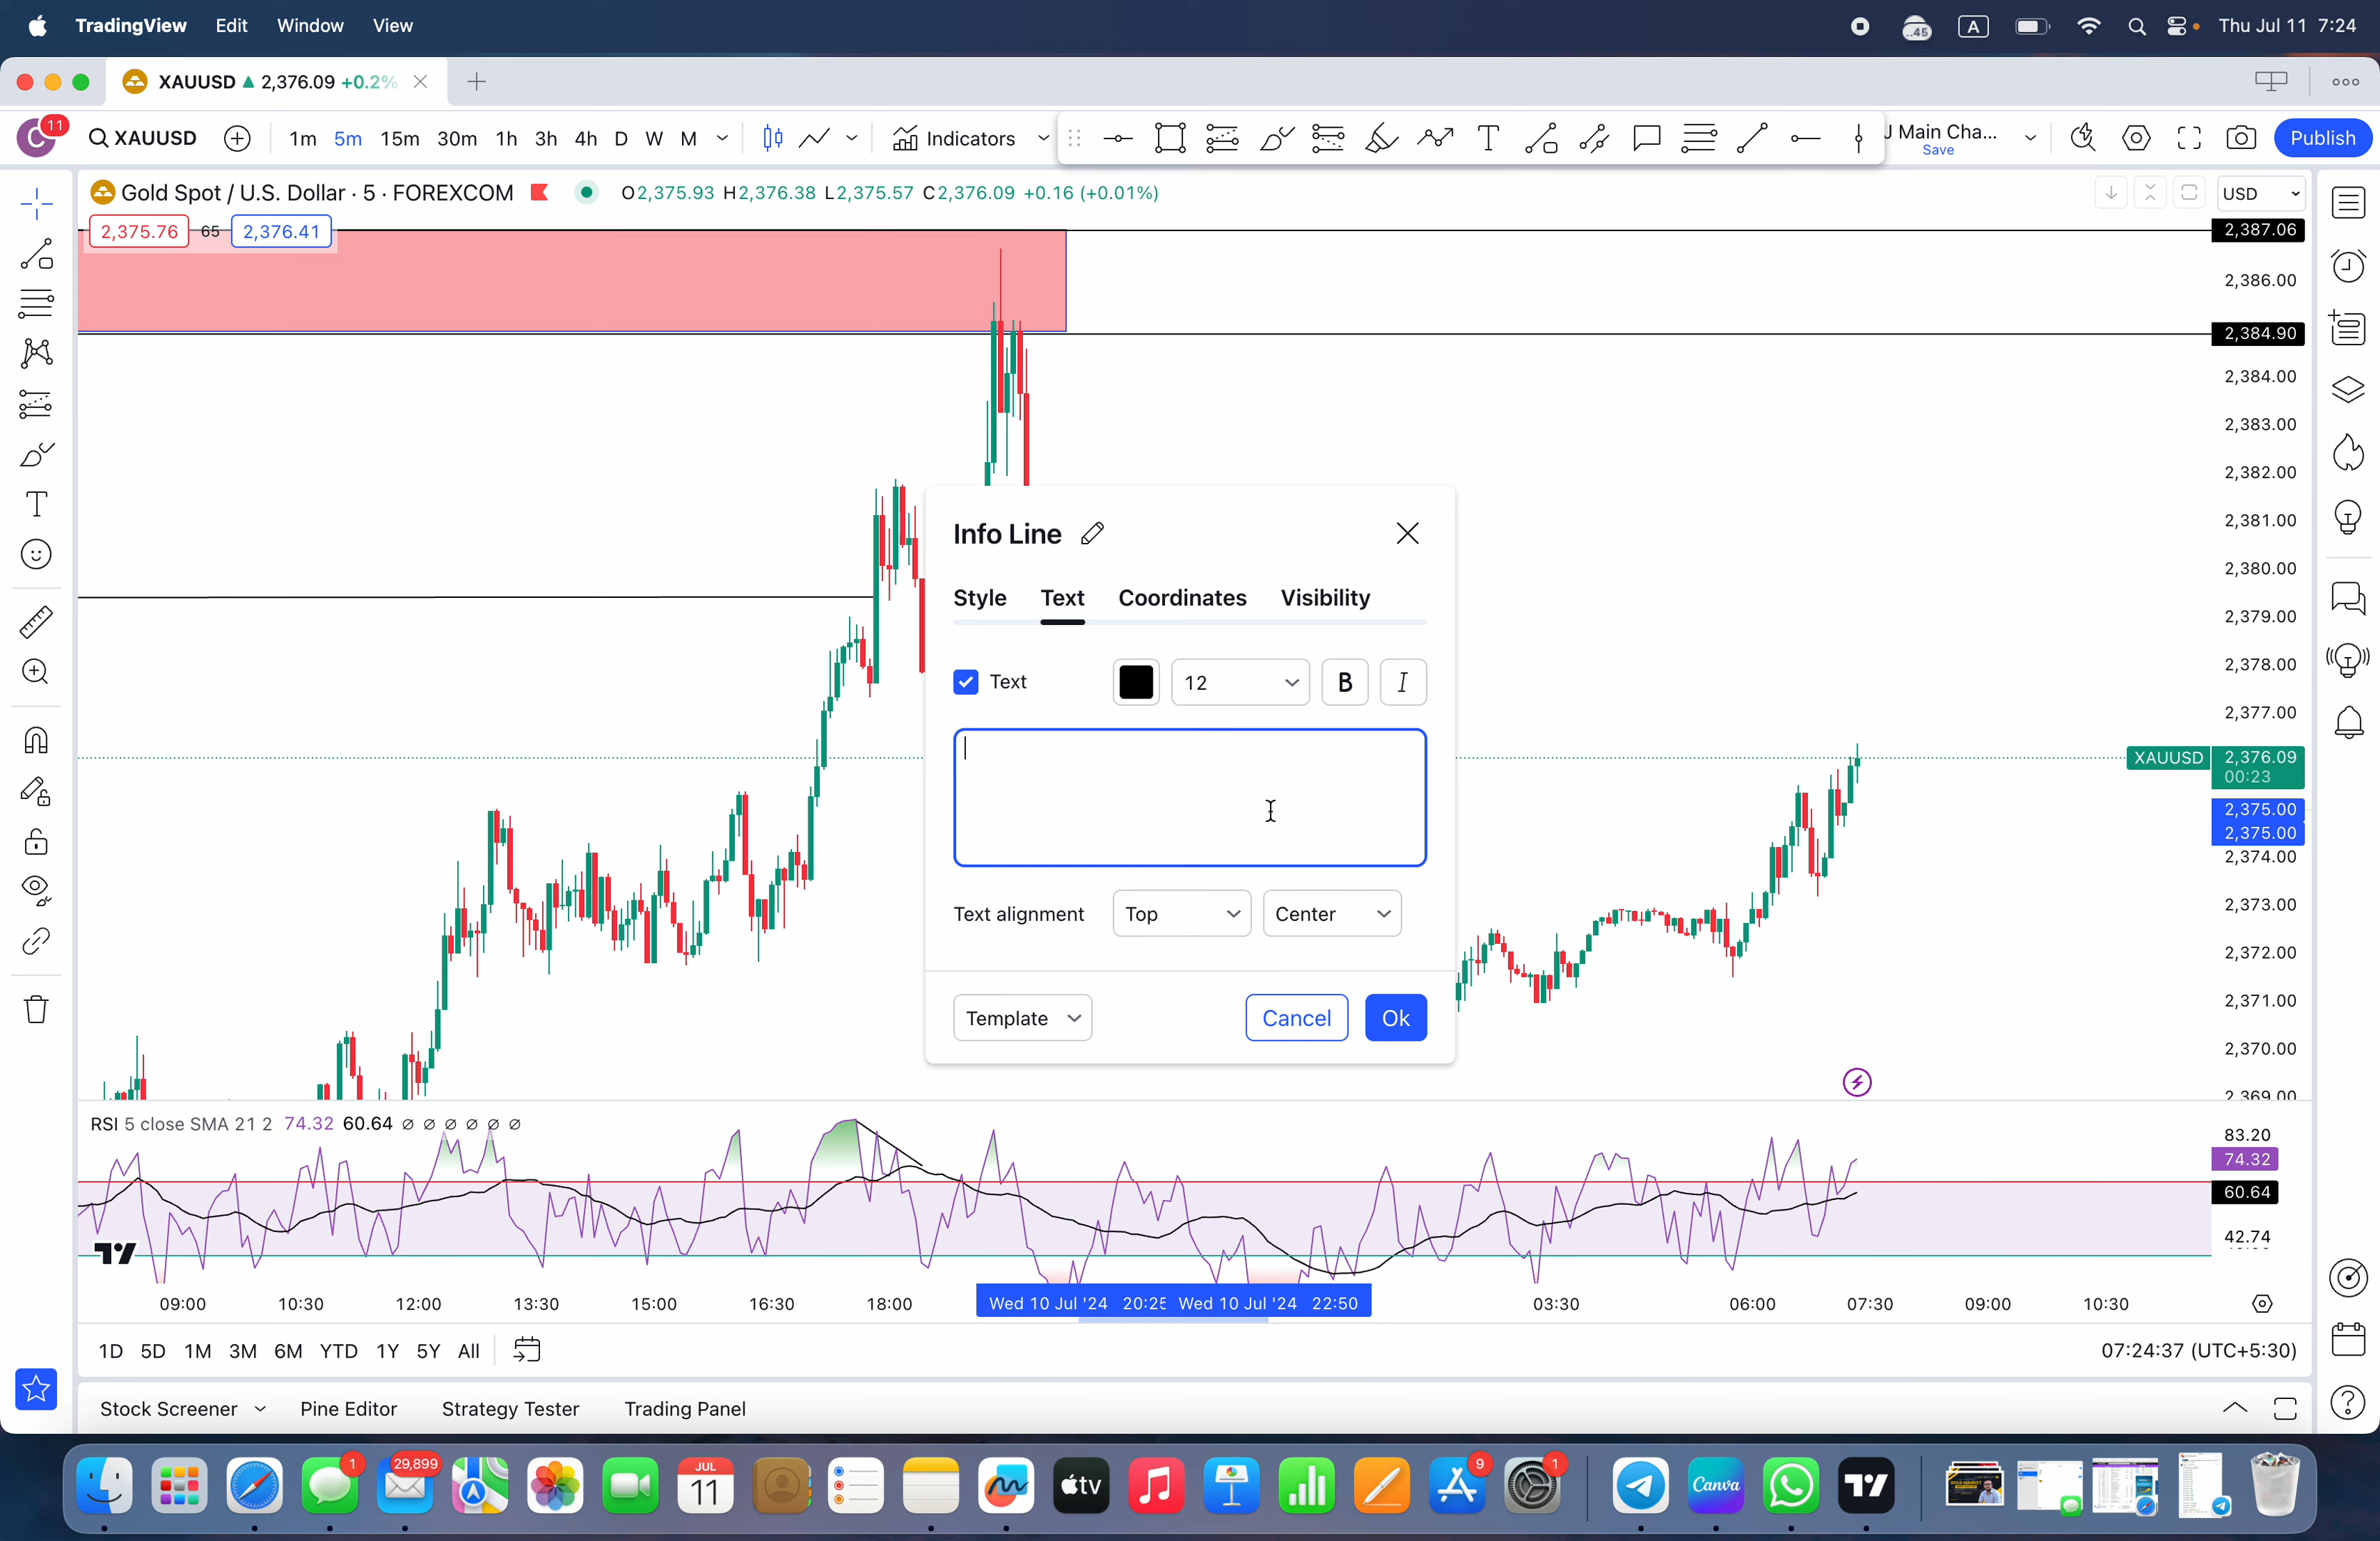 TradingView Edit Window View
..45 A Thu Jul 11 7:24
XAUUSD 2,376.09 +0.2%
C 11 XAUUSD 1m 5m 15m 30m 1h 3h 4h D W M Indicators T J Main Cha... Save Publish
Gold Spot / U.S. Dollar · 5 · FOREXCOM O2,375.93 H2,376.38 L2,375.57 C2,376.09 +0.16 (+0.01%) USD
2,375.76 65 2,376.41
2,387.06
2,386.00
2,384.90
2,384.00
2,383.00
2,382.00
2,381.00
2,380.00
2,379.00
2,378.00
2,377.00
XAUUSD 2,376.09
00:23
2,375.00
2,375.00
2,374.00
2,373.00
2,372.00
2,371.00
2,370.00
2,369.00
Info Line
Style Text Coordinates Visibility
Text 12 B I
Text alignment Top Center
Template Cancel Ok
RSI 5 close SMA 21 2 74.32 60.64 ∅ ∅ ∅ ∅ ∅ ∅
83.20
74.32
60.64
42.74
09:00 10:30 12:00 13:30 15:00 16:30 18:00 Wed 10 Jul '24 20:25 Wed 10 Jul '24 22:50 03:30 06:00 07:30 09:00 10:30
1D 5D 1M 3M 6M YTD 1Y 5Y All 07:24:37 (UTC+5:30)
Stock Screener Pine Editor Strategy Tester Trading Panel
1 29,899 JUL 11 tv 9 1 Canva